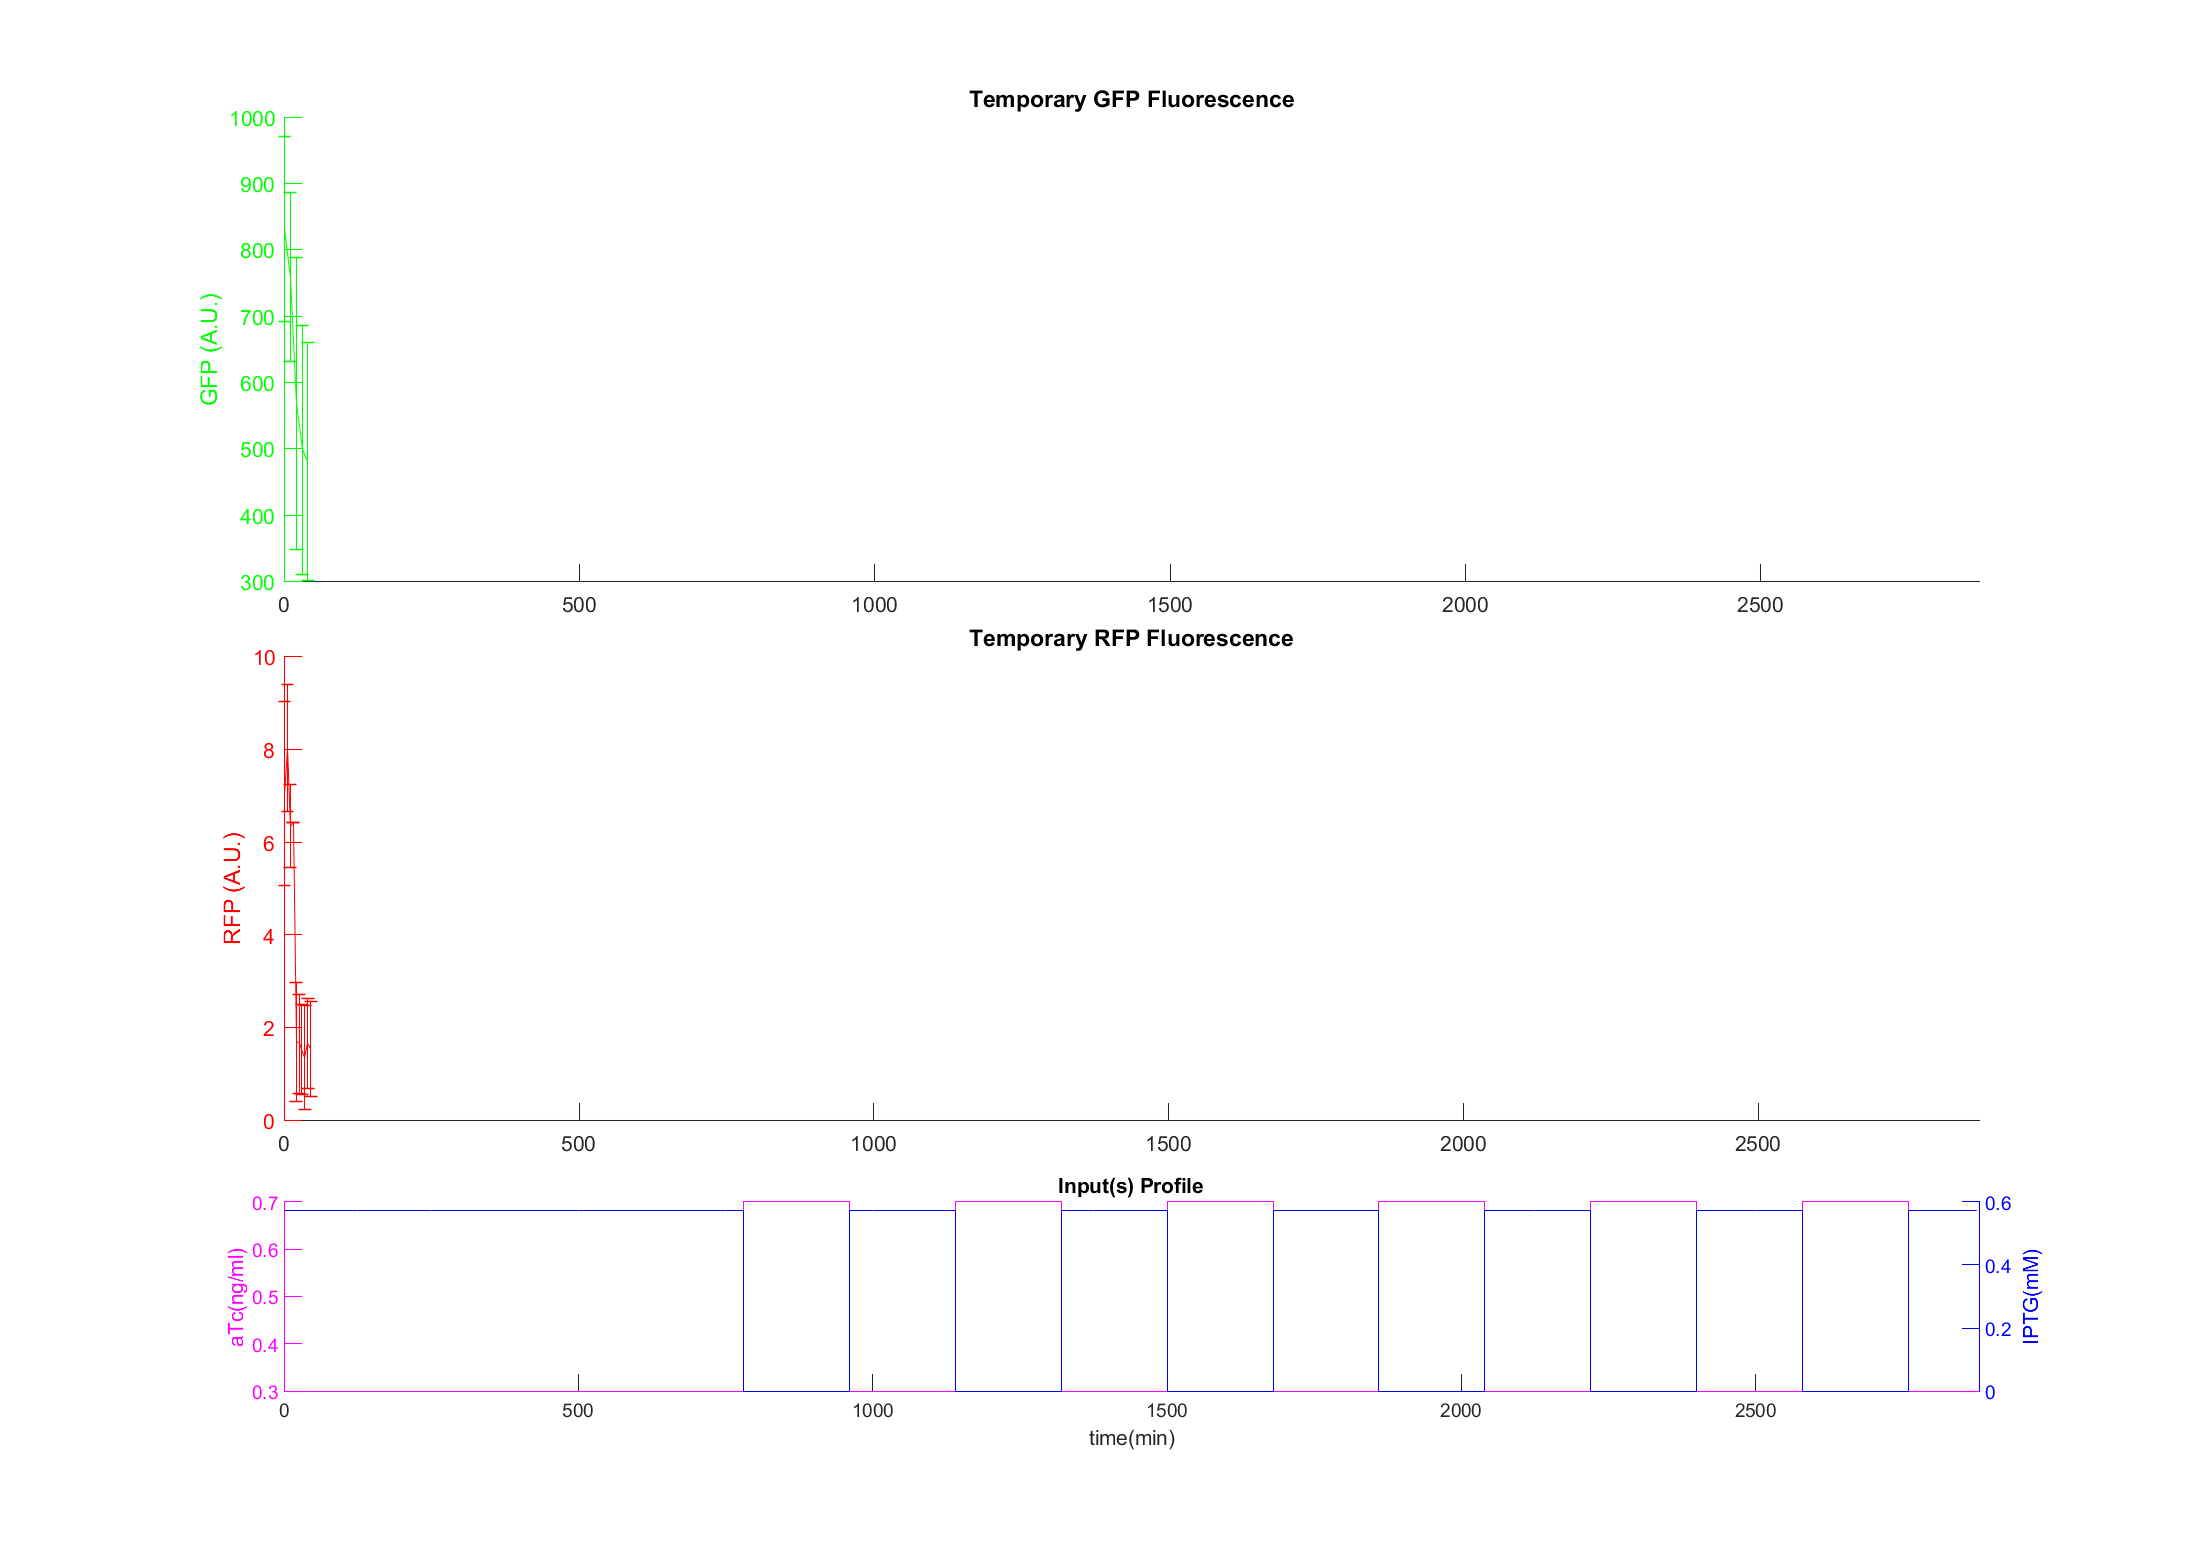 Temporary GFP Fluorescence
1000
900
800
700
600
500
400
300
GFP (A.U.)
0 500 1000 1500 2000 2500
Temporary RFP Fluorescence
10
8
6
4
2
0
RFP (A.U.)
0 500 1000 1500 2000 2500
Input(s) Profile
0.7
0.6
0.5
0.4
0.3
aTc(ng/ml)
0.6
0.4
0.2
0
IPTG(mM)
0 500 1000 1500 2000 2500
time(min)